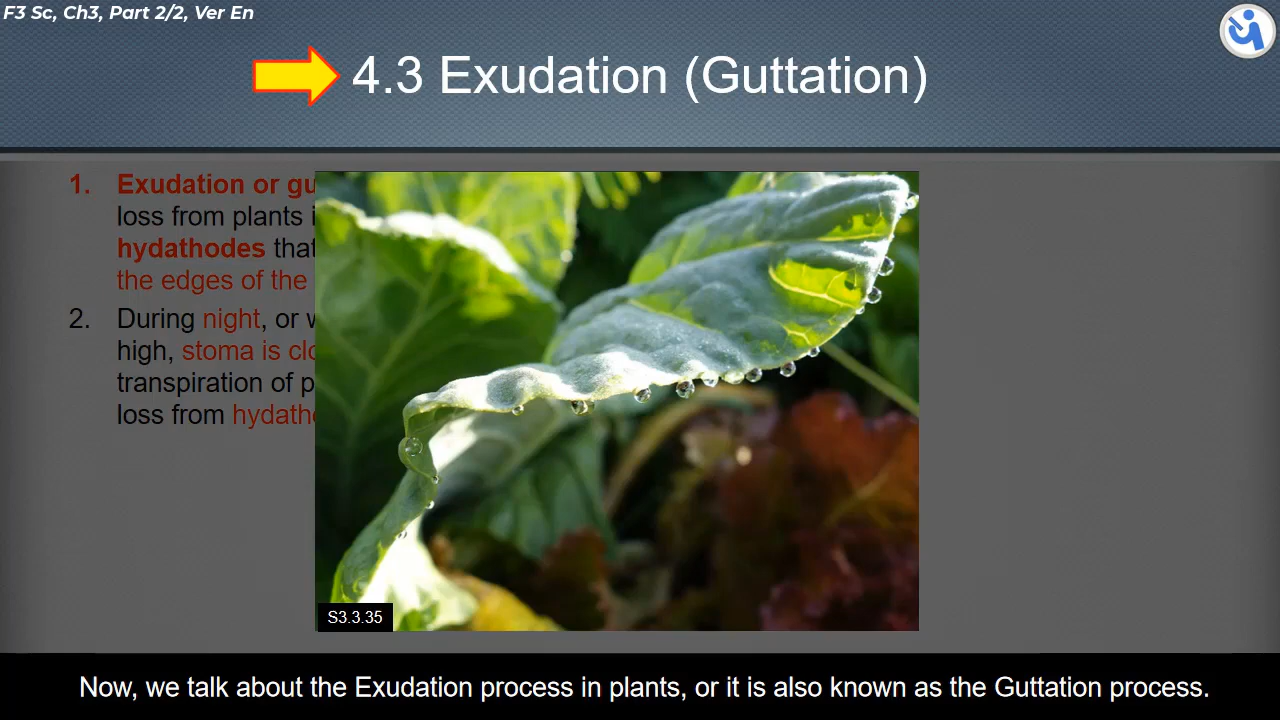 F3 Sc, Ch3, Part 2/2, Ver En
4.3 Exudation (Guttation)
1. Exudation or gu
loss from plants i
hydathodes that
the edges of the
2. During night, or w
high, stoma is clo
transpiration of p
loss from hydatho
S3.3.35
Now, we talk about the Exudation process in plants, or it is also known as the Guttation process.